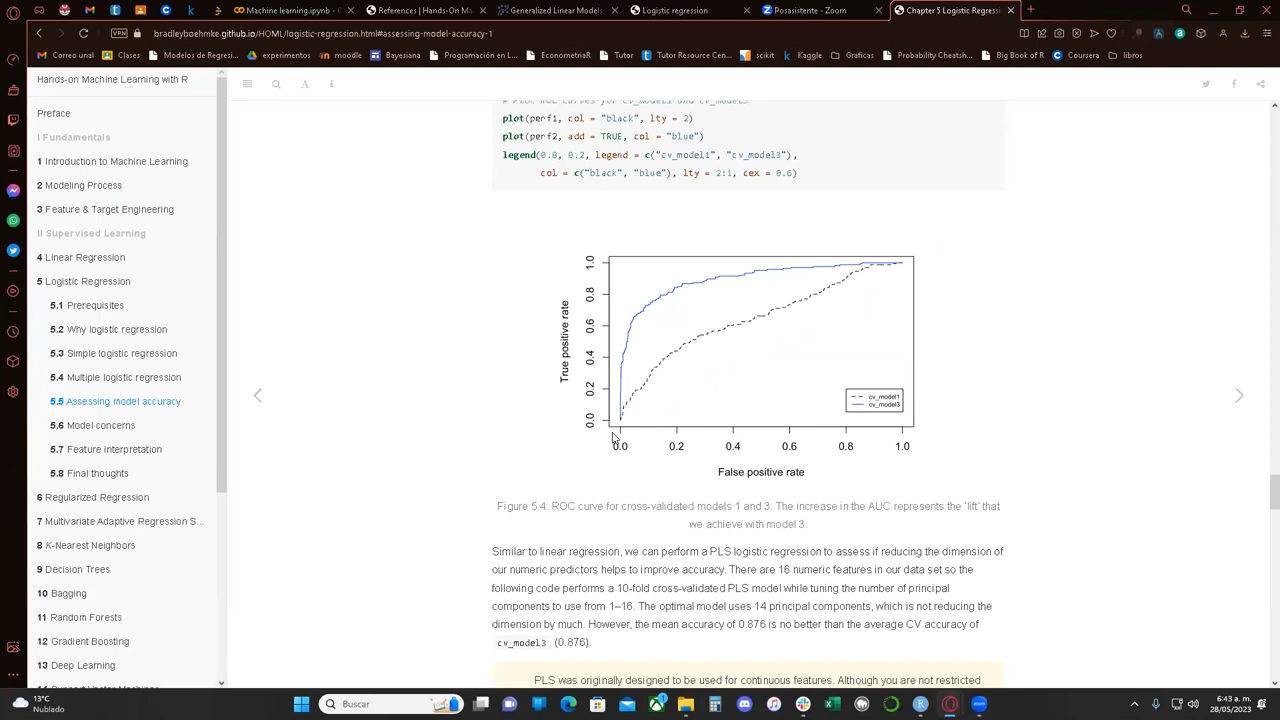 Machine learning.s3
References | Hands-On Ma
Generalized Linear Models
Logistic regression
Posasistente - Zoom
Chapter 5 Logistic Regressi
bradleyboehmke.github.io/HOML/logistic-regression.html#assessing-model-accuracy-1
Correo unal
Clases
Modelos de Regresi...
experimentos
moodle
Bayesiana
Programación en L...
EconometriaR
Tutor
Tutor Resource Cen...
scikit
Kaggle
Graficas
Probability Cheatsh...
Big Book of R
Coursera
libros
Hands-on Machine Learning with R
Preface
I Fundamentals
1 Introduction to Machine Learning
2 Modeling Process
3 Feature & Target Engineering
II Supervised Learning
4 Linear Regression
5 Logistic Regression
5.1 Prerequisites
5.2 Why logistic regression
5.3 Simple logistic regression
5.4 Multiple logistic regression
5.5 Assessing model accuracy
5.6 Model concerns
5.7 Feature interpretation
5.8 Final thoughts
6 Regularized Regression
7 Multivariate Adaptive Regression S...
8 K-Nearest Neighbors
9 Decision Trees
10 Bagging
11 Random Forests
12 Gradient Boosting
13 Deep Learning
# Plot ROC curves for cv_model1 and cv_model3
plot(perf1, col = "black", lty = 2)
plot(perf2, add = TRUE, col = "blue")
legend(0.8, 0.2, legend = c("cv_model1", "cv_model3"),
col = c("black", "blue"), lty = 2:1, cex = 0.6)
True positive rate
1.0
0.8
0.6
0.4
0.2
0.0
cv_model1
cv_model3
0.0 0.2 0.4 0.6 0.8 1.0
False positive rate
Figure 5.4: ROC curve for cross-validated models 1 and 3. The increase in the AUC represents the 'lift' that
we achieve with model 3.
Similar to linear regression, we can perform a PLS logistic regression to assess if reducing the dimension of
our numeric predictors helps to improve accuracy. There are 16 numeric features in our data set so the
following code performs a 10-fold cross-validated PLS model while tuning the number of principal
components to use from 1–16. The optimal model uses 14 principal components, which is not reducing the
dimension by much. However, the mean accuracy of 0.876 is no better than the average CV accuracy of
cv_model3 (0.876).
PLS was originally designed to be used for continuous features. Although you are not restricted
13°C
Nublado
Buscar
6:43 a. m.
28/05/2023